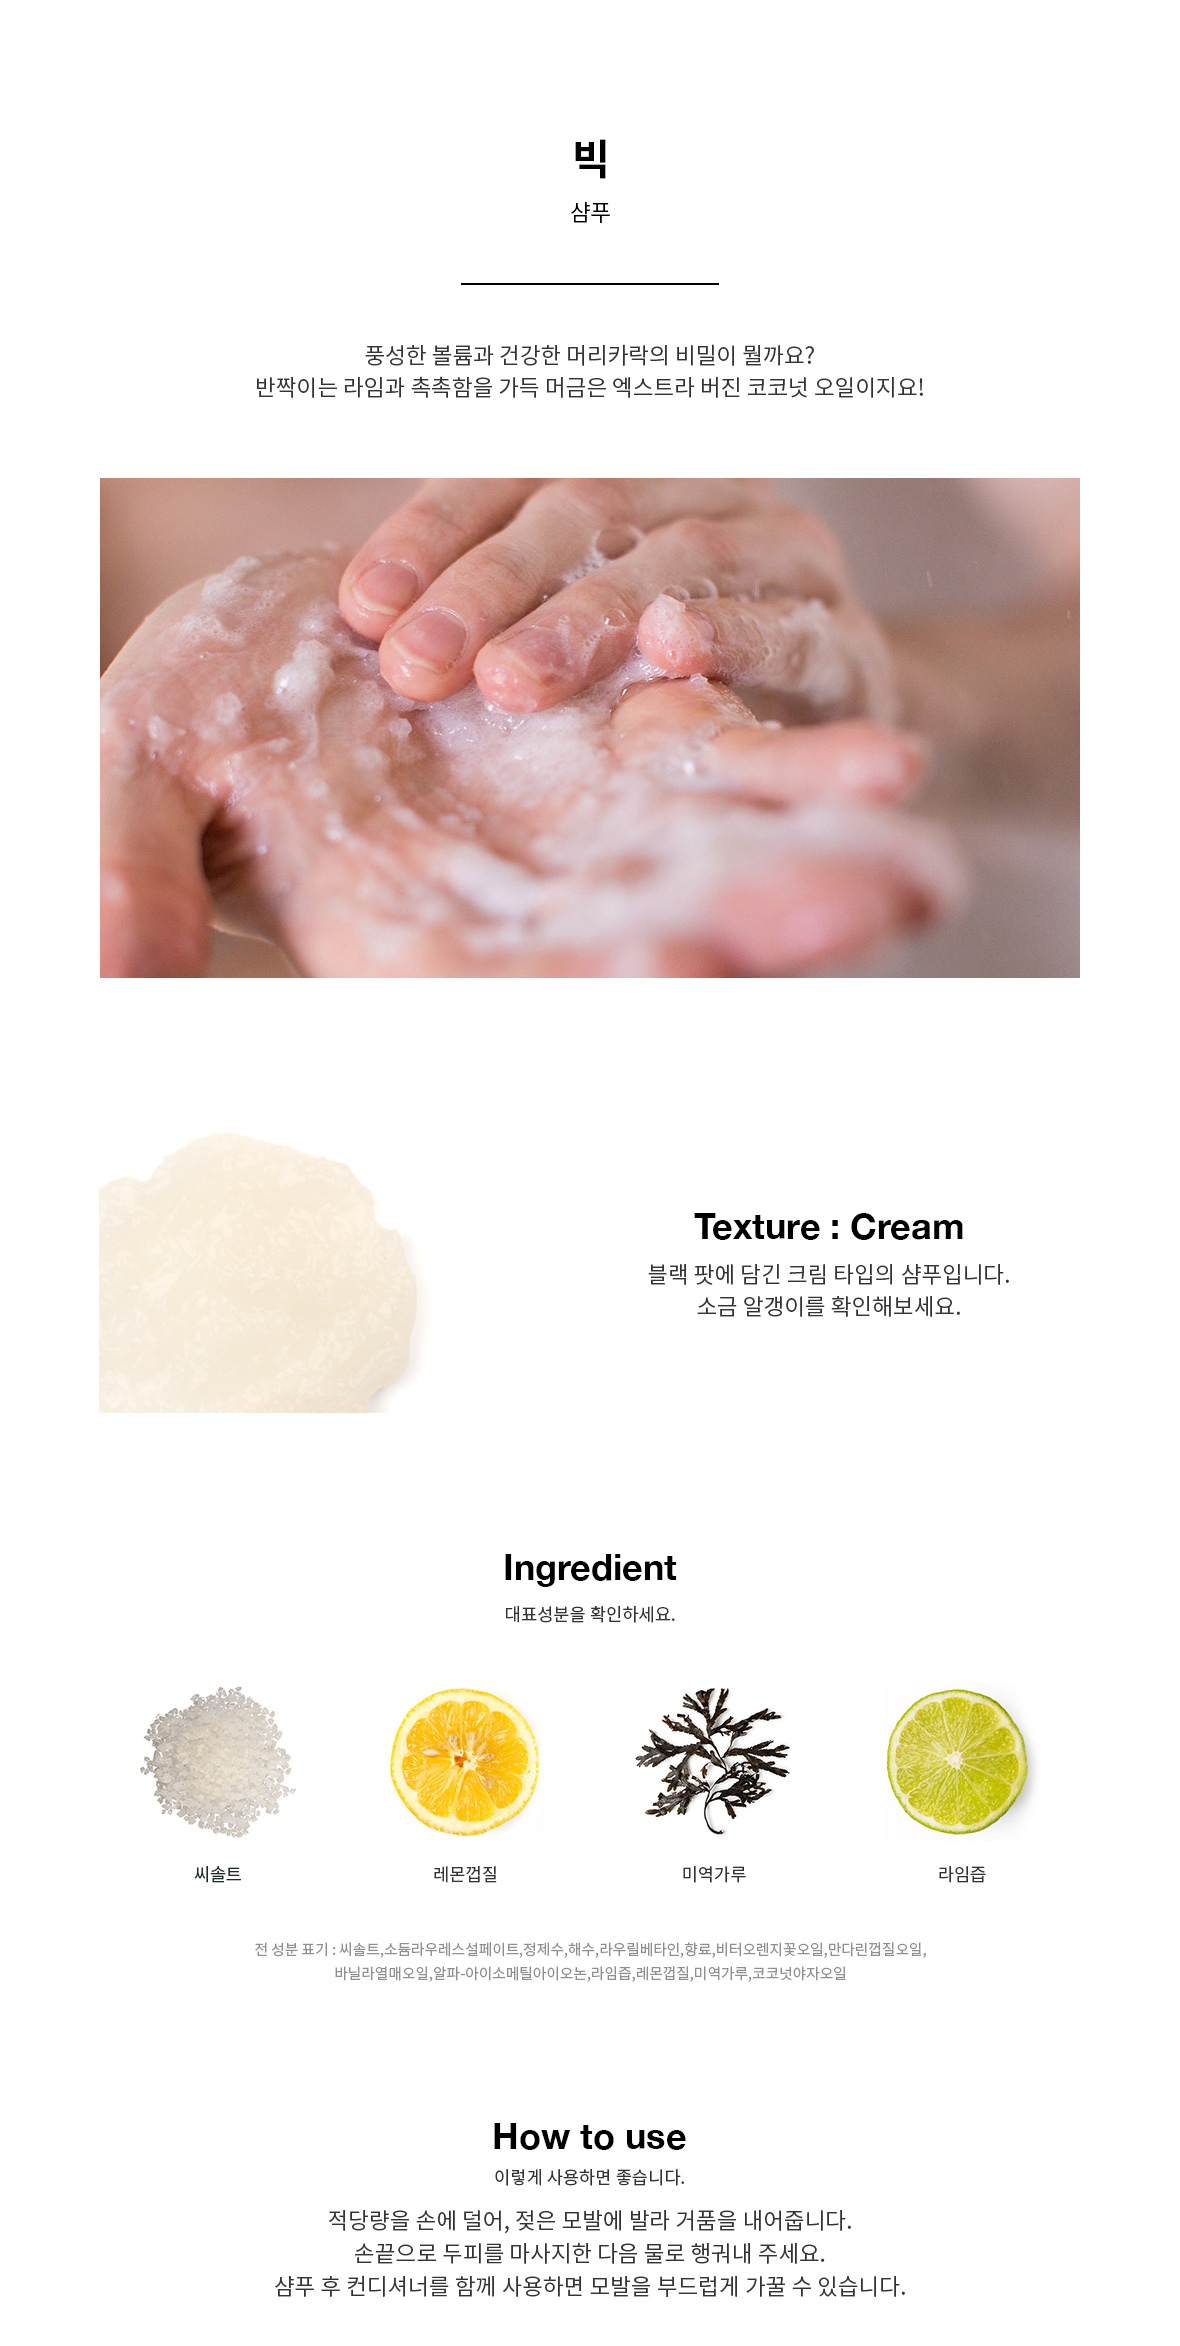 빅
샴푸
풍성한 볼륨과 건강한 머리카락의 비밀이 뭘까요?
반짝이는 라임과 촉촉함을 가득 머금은 엑스트라 버진 코코넛 오일이지요!
Texture : Cream
블랙 팟에 담긴 크림 타입의 샴푸입니다.
소금 알갱이를 확인해보세요.
Ingredient
대표성분을 확인하세요.
씨솔트
레몬껍질
미역가루
라임즙
전 성분 표기 : 씨솔트,소듐라우레스설페이트,정제수,해수,라우릴베타인,향료,비터오렌지꽃오일,만다린껍질오일,
바닐라열매오일,알파-아이소메틸아이오논,라임즙,레몬껍질,미역가루,코코넛야자오일
How to use
이렇게 사용하면 좋습니다.
적당량을 손에 덜어, 젖은 모발에 발라 거품을 내어줍니다.
손끝으로 두피를 마사지한 다음 물로 행궈내 주세요.
샴푸 후 컨디셔너를 함께 사용하면 모발을 부드럽게 가꿀 수 있습니다.